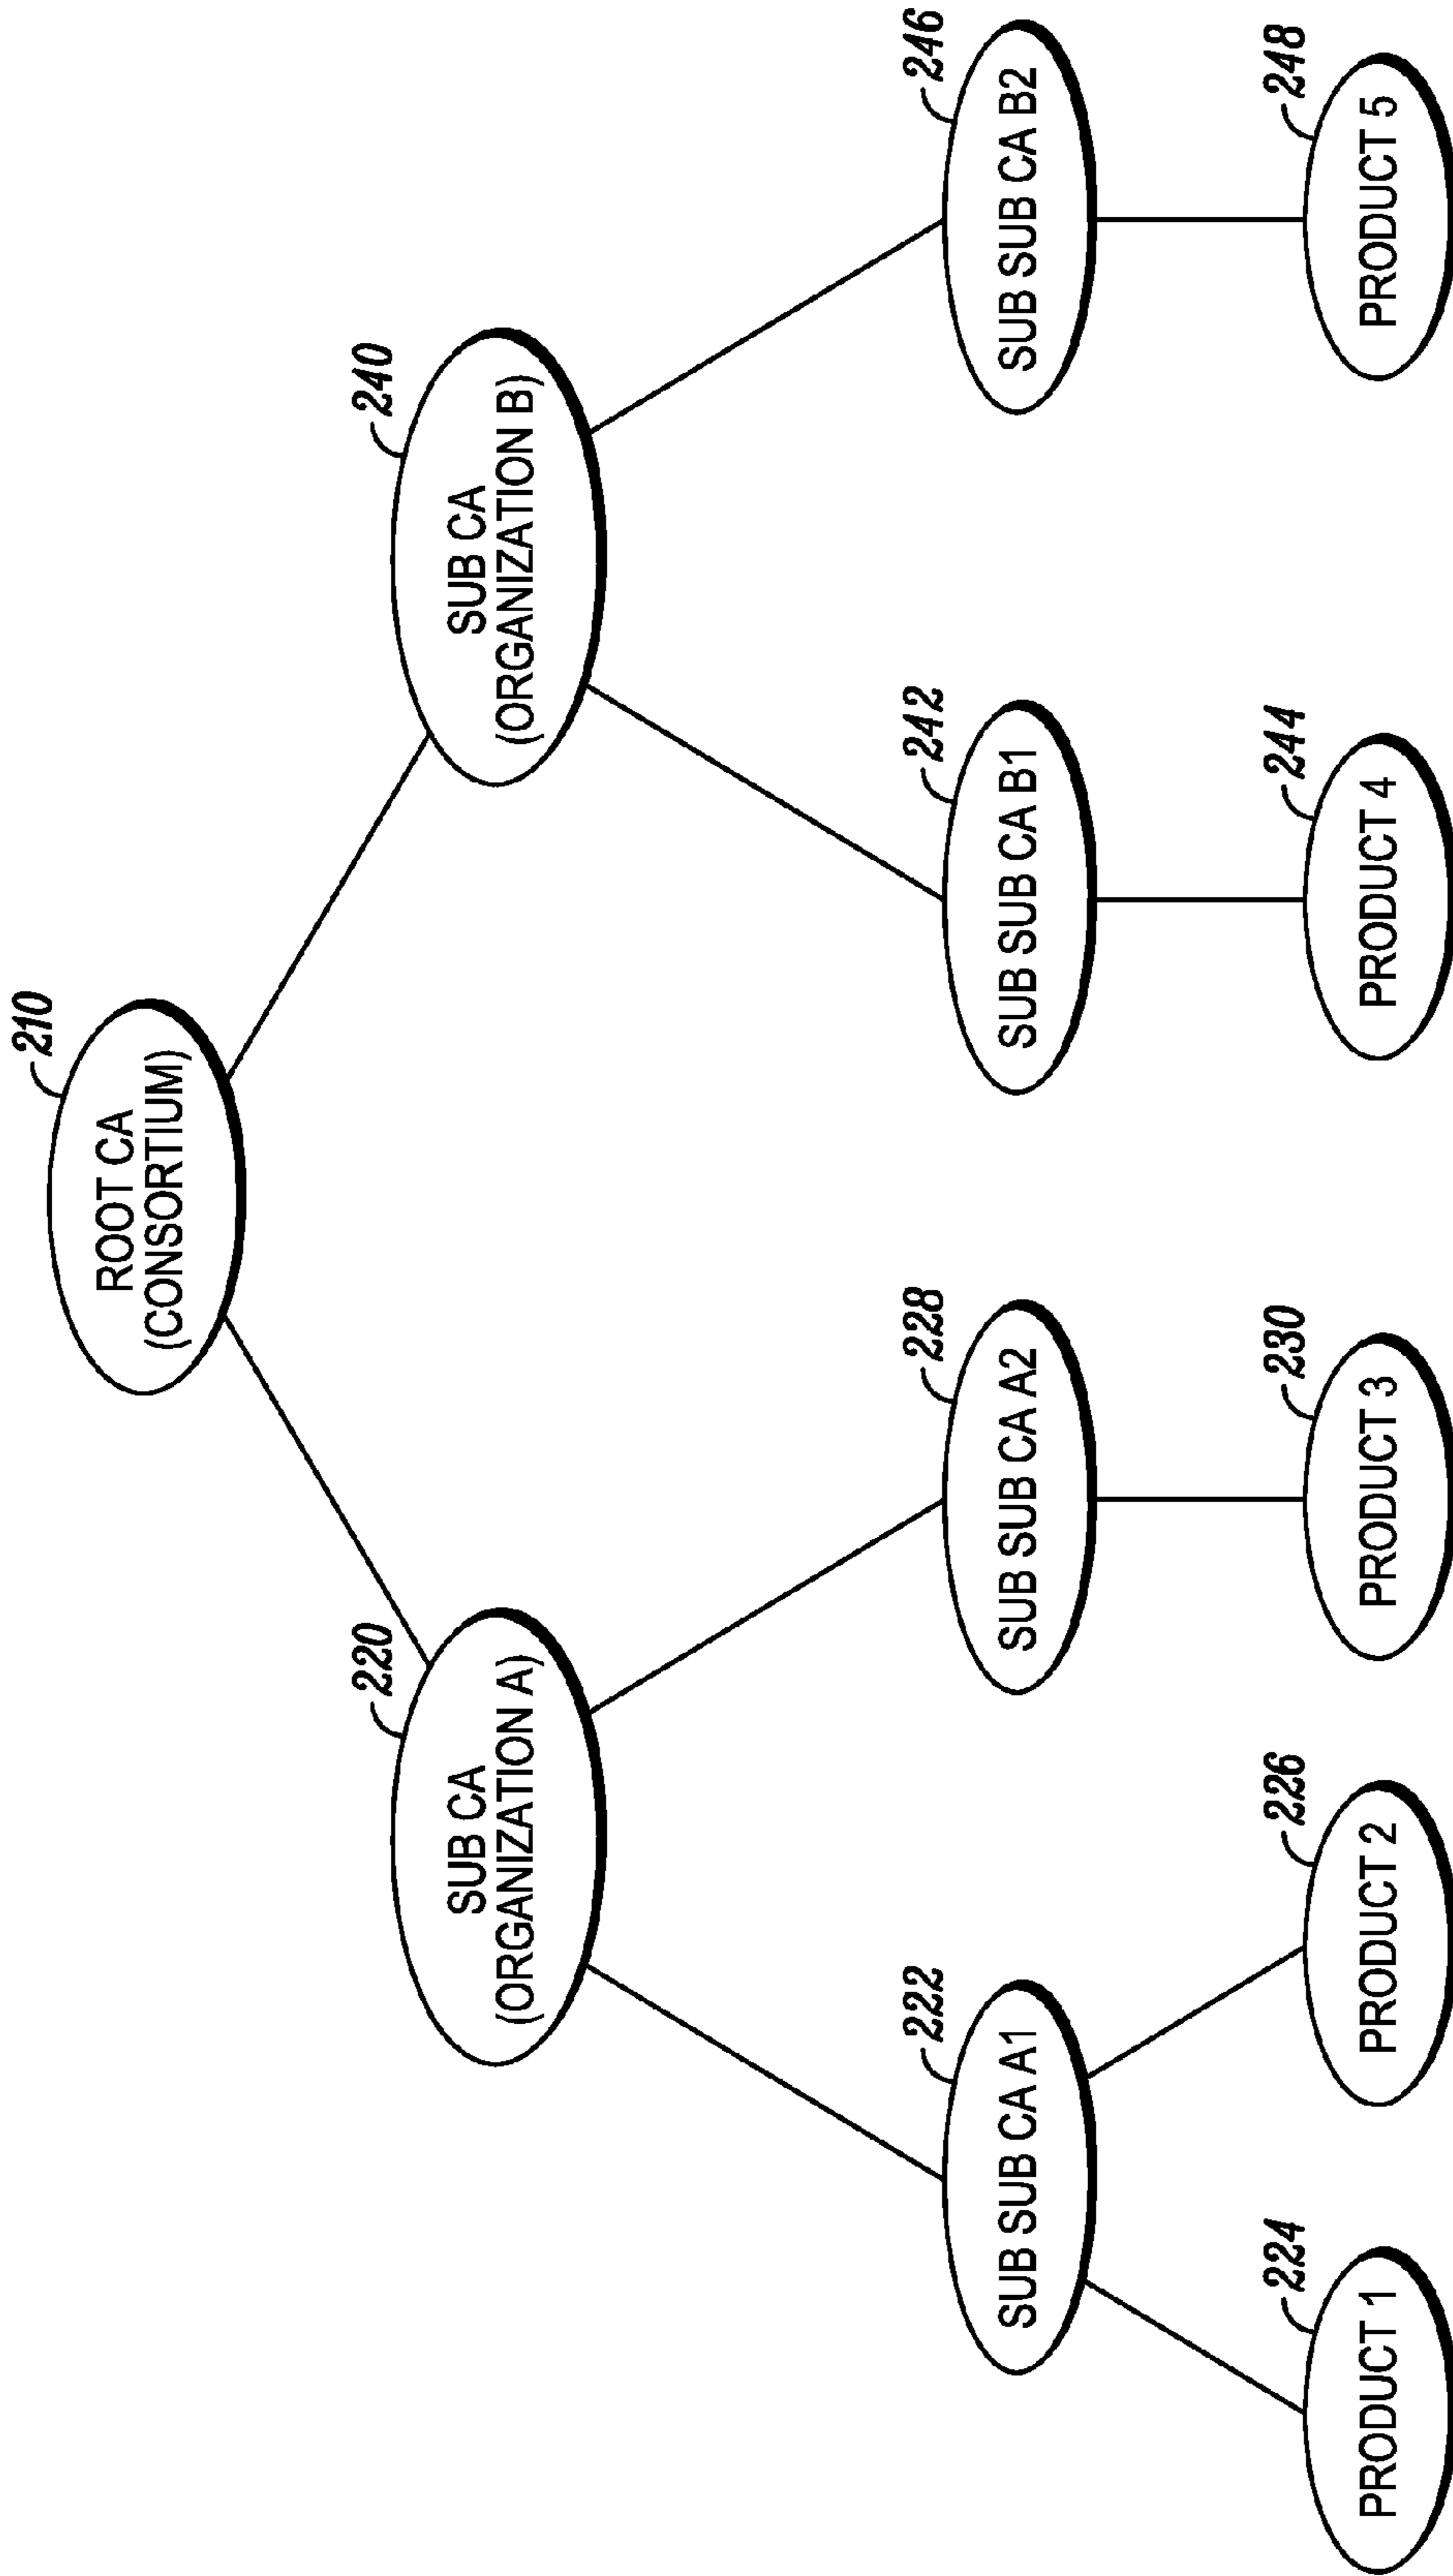 210
ROOT CA
(CONSORTIUM)
220
SUB CA
(ORGANIZATION A)
240
SUB CA
(ORGANIZATION B)
222
SUB SUB CA A1
228
SUB SUB CA A2
242
SUB SUB CA B1
246
SUB SUB CA B2
224
PRODUCT 1
226
PRODUCT 2
230
PRODUCT 3
244
PRODUCT 4
248
PRODUCT 5